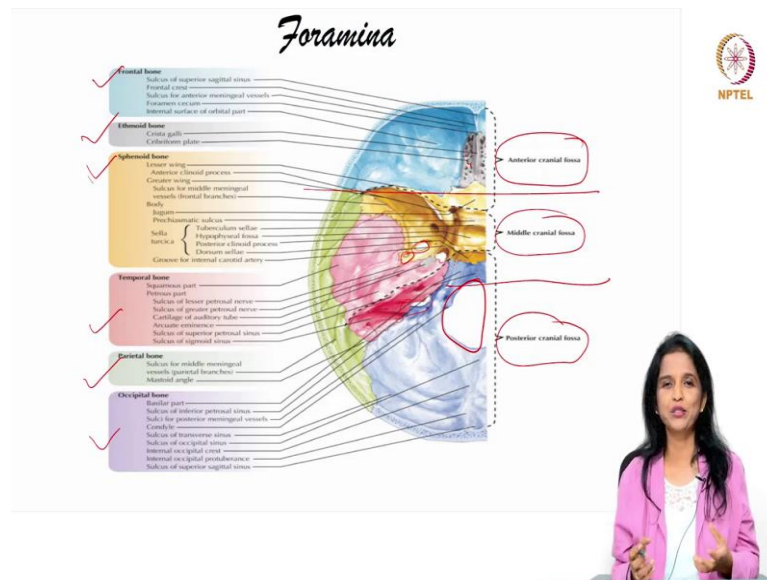 Foramina
NPTEL
Frontal bone
Sulcus of superior sagittal sinus
Frontal crest
Sulcus for anterior meningeal vessels
Foramen cecum
Internal surface of orbital part
Ethmoid bone
Crista galli
Cribriform plate
Sphenoid bone
Lesser wing
Anterior clinoid process
Greater wing
Sulcus for middle meningeal
vessels (frontal branches)
Body
Jugum
Prechiasmatic sulcus
Sella
turcica
Tuberculum sellae
Hypophyseal fossa
Posterior clinoid process
Dorsum sellae
Groove for internal carotid artery
Temporal bone
Squamous part
Petrous part
Sulcus of lesser petrosal nerve
Sulcus of greater petrosal nerve
Cartilage of auditory tube
Arcuate eminence
Sulcus of superior petrosal sinus
Sulcus of sigmoid sinus
Parietal bone
Sulcus for middle meningeal
vessels (parietal branches)
Mastoid angle
Occipital bone
Basilar part
Sulcus of inferior petrosal sinus
Sulci for posterior meningeal vessels
Condyle
Sulcus of transverse sinus
Sulcus of occipital sinus
Internal occipital crest
Internal occipital protuberance
Sulcus of superior sagittal sinus
Anterior cranial fossa
Middle cranial fossa
Posterior cranial fossa